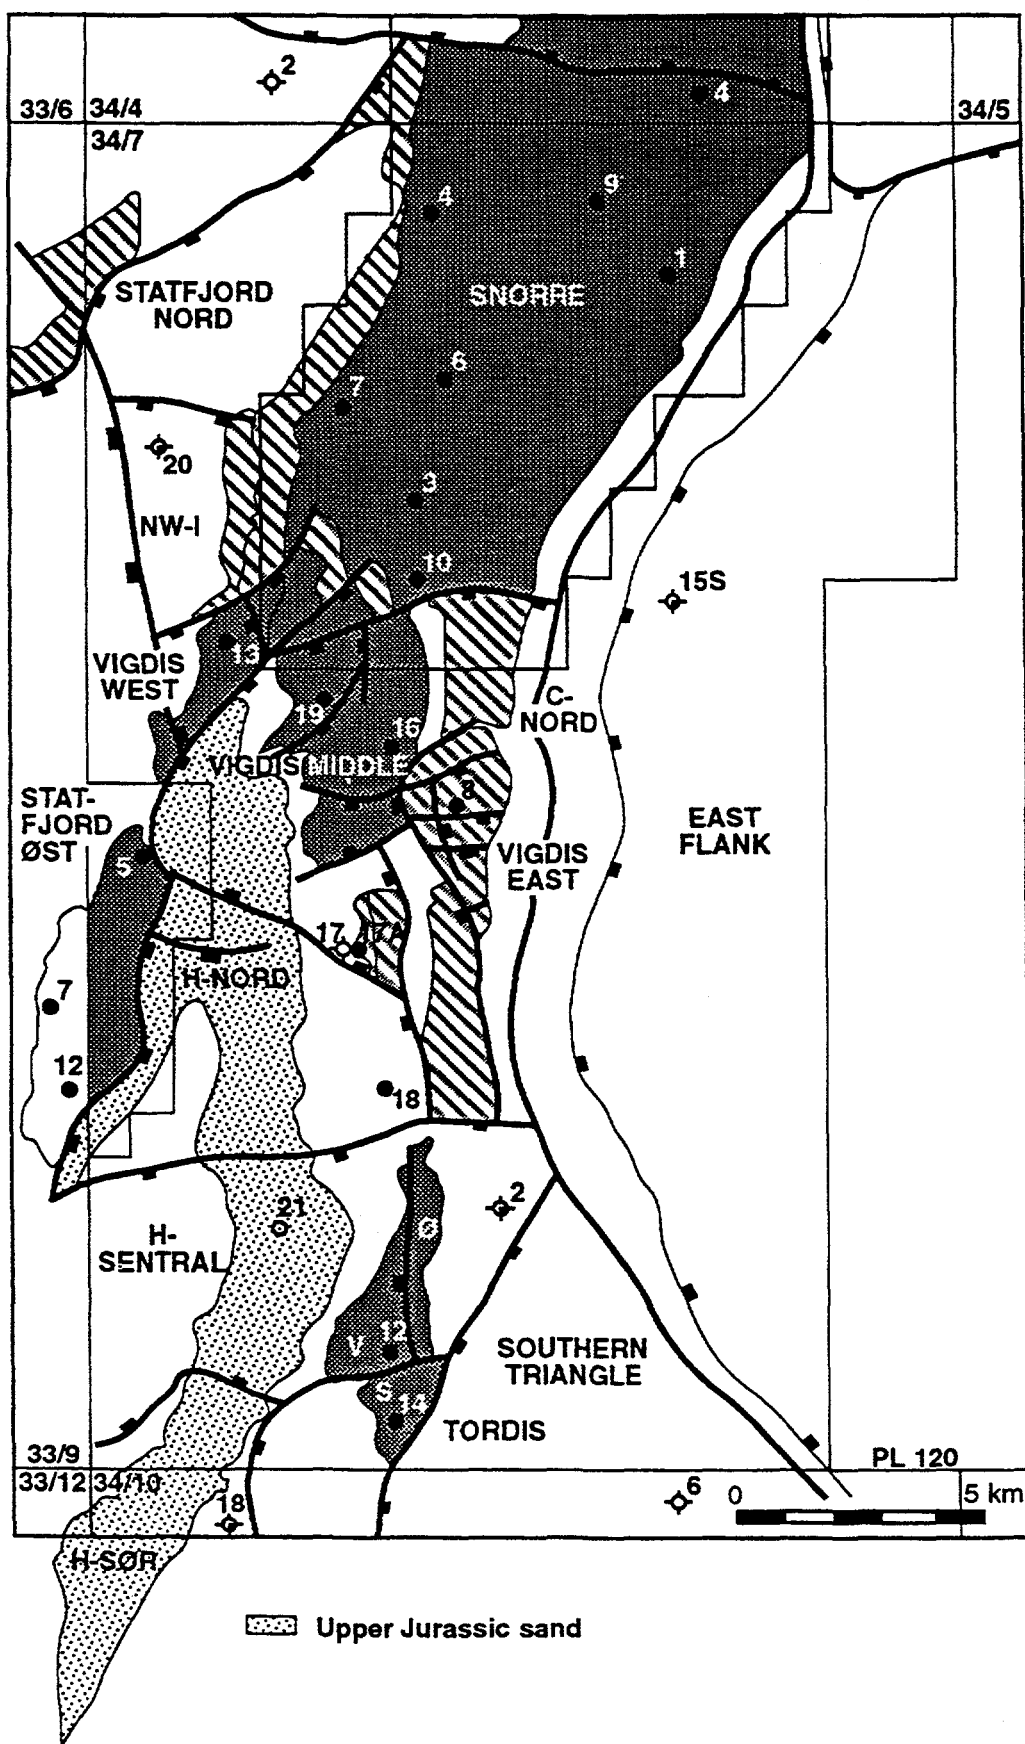 2
33/6
34/4
4
34/5
34/7
4
9
1
STATFJORD
NORD
SNORRE
6
7
20
3
NW-I
10
15S
13
VIGDIS
WEST
C-
NORD
19
16
VIGDIS MIDDLE
STAT-
FJORD
ØST
8
EAST
FLANK
5
VIGDIS
EAST
17
17A
H-NORD
7
12
18
2
21
Ø
H-
SENTRAL
V
12
SOUTHERN
TRIANGLE
S
14
TORDIS
33/9
PL 120
33/12
34/10
18
6
0
5 km
H-SØR
Upper Jurassic sand